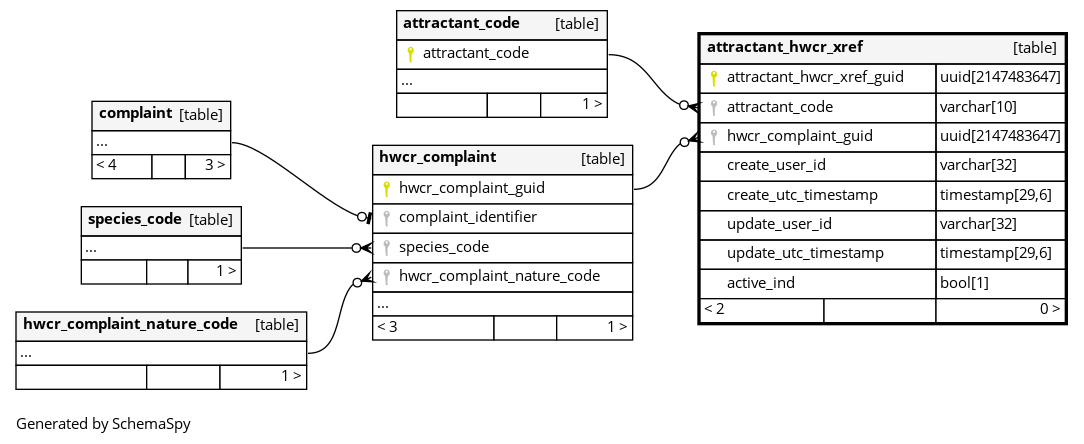 attractant_code [table]
attractant_code
...
1 >
attractant_hwcr_xref [table]
attractant_hwcr_xref_guid uuid[2147483647]
attractant_code varchar[10]
hwcr_complaint_guid uuid[2147483647]
create_user_id varchar[32]
create_utc_timestamp timestamp[29,6]
update_user_id varchar[32]
update_utc_timestamp timestamp[29,6]
active_ind bool[1]
< 2 0 >
complaint [table]
...
< 4 3 >
hwcr_complaint [table]
hwcr_complaint_guid
complaint_identifier
species_code
hwcr_complaint_nature_code
...
< 3 1 >
species_code [table]
...
1 >
hwcr_complaint_nature_code [table]
...
1 >
Generated by SchemaSpy